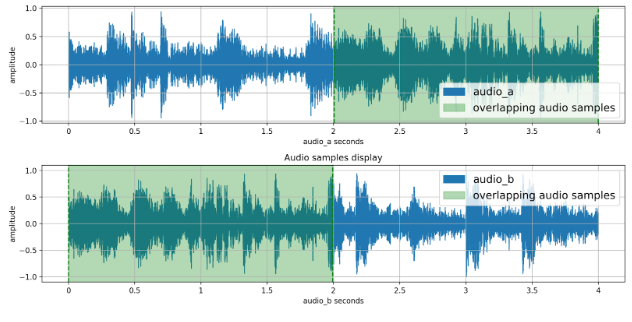 1.0
0.5
0.0
−0.5
−1.0
amplitude
audio_a
overlapping audio samples
0 0.5 1 1.5 2 2.5 3 3.5 4
audio_a seconds
Audio samples display
1.0
0.5
0.0
−0.5
−1.0
amplitude
audio_b
overlapping audio samples
0 0.5 1 1.5 2 2.5 3 3.5 4
audio_b seconds